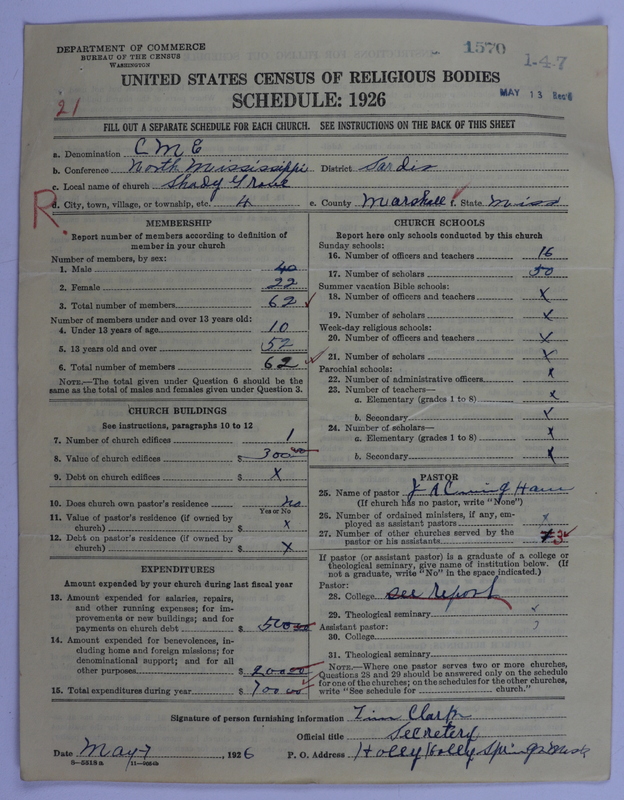 DEPARTMENT OF COMMERCE
BUREAU OF THE CENSUS
WASHINGTON
1570
1-4-7
UNITED STATES CENSUS OF RELIGIOUS BODIES
SCHEDULE: 1926
MAY 13
21
FILL OUT A SEPARATE SCHEDULE FOR EACH CHURCH. SEE INSTRUCTIONS ON THE BACK OF THIS SHEET
a. Denomination C M E
b. Conference North Mississippi District Sardis
c. Local name of church Shady Grove
d. City, town, village, or township, etc. 4 e. County Marshall f. State Miss
R.
MEMBERSHIP
Report number of members according to definition of member in your church
Number of members, by sex:
1. Male 40
2. Female 22
3. Total number of members 62
Number of members under and over 13 years old:
4. Under 13 years of age 10
5. 13 years old and over 52
6. Total number of members 62
NOTE.—The total given under Question 6 should be the
same as the total of males and females given under Question 3.
CHURCH BUILDINGS
See instructions, paragraphs 10 to 12
7. Number of church edifices 1
8. Value of church edifices $ 300 00
9. Debt on church edifices $ X
10. Does church own pastor's residence No
Yes or No
11. Value of pastor's residence (if owned by
church) $ X
12. Debt on pastor's residence (if owned by
church) $ X
EXPENDITURES
Amount expended by your church during last fiscal year
13. Amount expended for salaries, repairs,
and other running expenses; for im-
provements or new buildings; and for
payments on church debt $ 50000
14. Amount expended for benevolences, in-
cluding home and foreign missions; for
denominational support; and for all
other purposes $ 20000
15. Total expenditures during year $ 70000
CHURCH SCHOOLS
Report here only schools conducted by this church
Sunday schools:
16. Number of officers and teachers 16
17. Number of scholars 50
Summer vacation Bible schools:
18. Number of officers and teachers X
19. Number of scholars X
Week-day religious schools:
20. Number of officers and teachers X
21. Number of scholars X
Parochial schools:
22. Number of administrative officers X
23. Number of teachers—
a. Elementary (grades 1 to 8) X
b. Secondary X
24. Number of scholars—
a. Elementary (grades 1 to 8) X
b. Secondary X
PASTOR
25. Name of pastor J A Cuning Ham
(If church has no pastor, write "None")
26. Number of ordained ministers, if any, em-
ployed as assistant pastors X
27. Number of other churches served by the
pastor or his assistants 3
If pastor (or assistant pastor) is a graduate of a college or
theological seminary, give name of institution below. (If
not a graduate, write "No" in the space indicated.)
Pastor:
28. College see report
29. Theological seminary
Assistant pastor:
30. College
31. Theological seminary
NOTE.—Where one pastor serves two or more churches,
Questions 28 and 29 should be answered only on the schedule
for one of the churches; on the schedules for the other churches,
write "See schedule for church."
Signature of person furnishing information Tim Clark
Official title Secretery
Date May 7, 1926 P. O. Address Holly Holly Springs Miss
8-5518a 11-